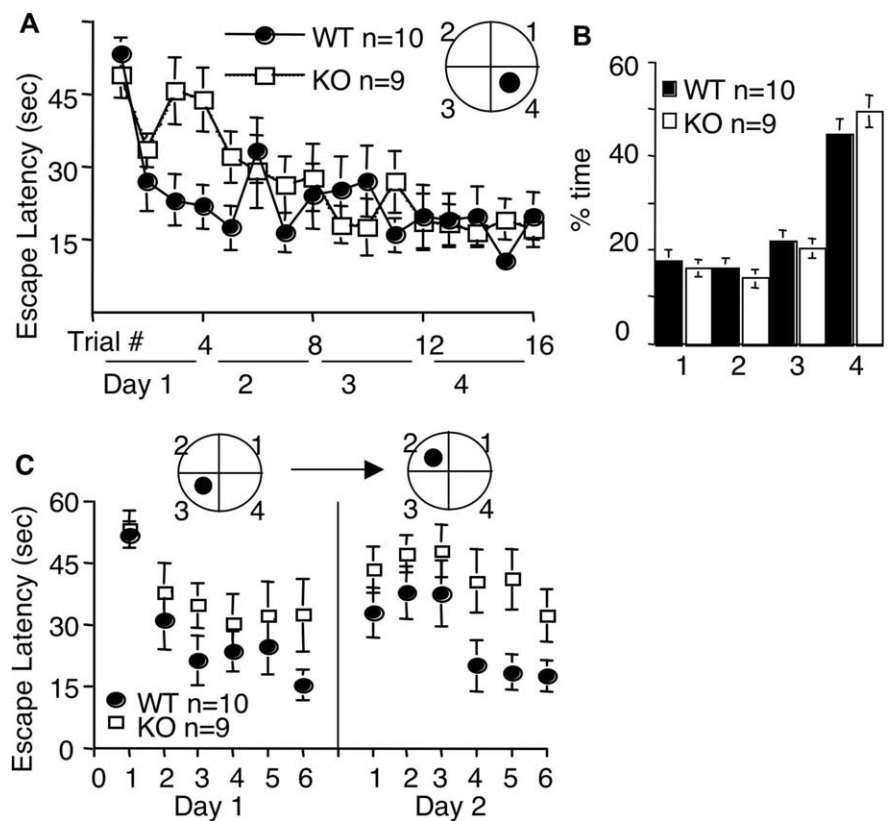 A
Escape Latency (sec)
45
30
15
WT n=10
KO n=9
2 1
3 4
Trial # 4 8 12 16
Day 1 2 3 4
B
% time
60
40
20
0
WT n=10
KO n=9
1 2 3 4
C
2 1
3 4
2 1
3 4
Escape Latency (sec)
60
45
30
15
0
WT n=10
KO n=9
0 1 2 3 4 5 6 1 2 3 4 5 6
Day 1 Day 2